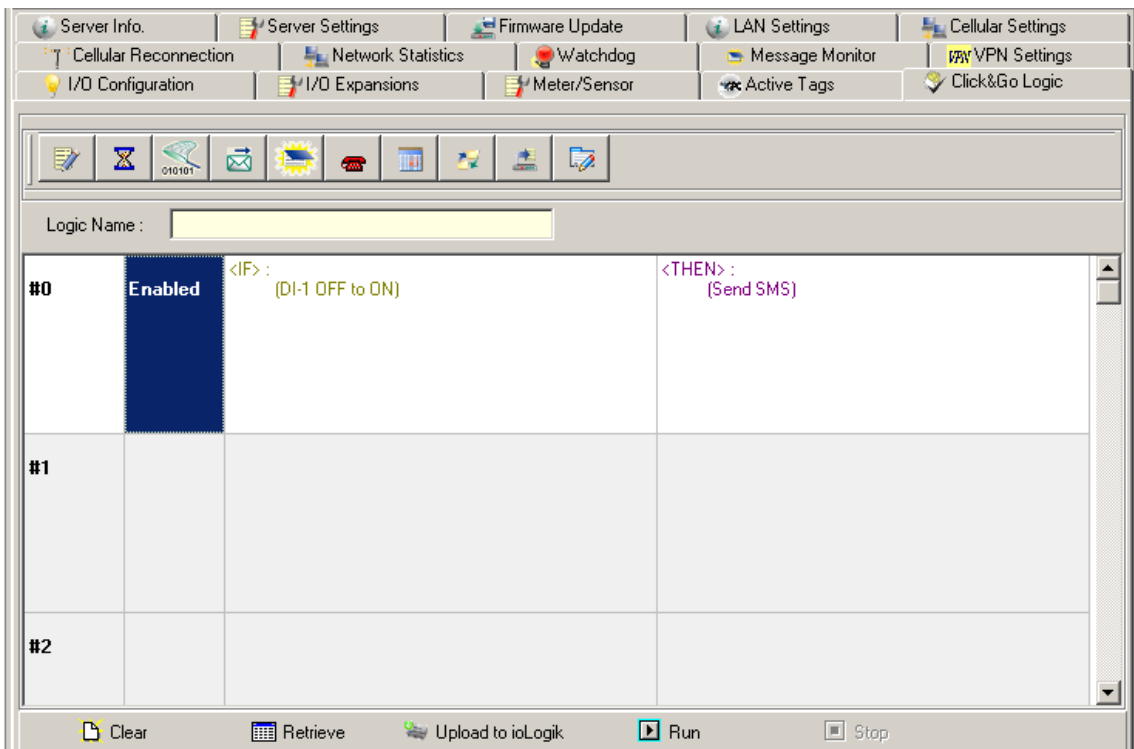 Server Info. Server Settings Firmware Update LAN Settings Cellular Settings
Cellular Reconnection Network Statistics Watchdog Message Monitor VPN VPN Settings
I/O Configuration I/O Expansions Meter/Sensor Active Tags Click&Go Logic
010101
Logic Name :
#0 Enabled <IF> : <THEN> :
(DI-1 OFF to ON) (Send SMS)
#1
#2
Clear Retrieve Upload to ioLogik Run Stop